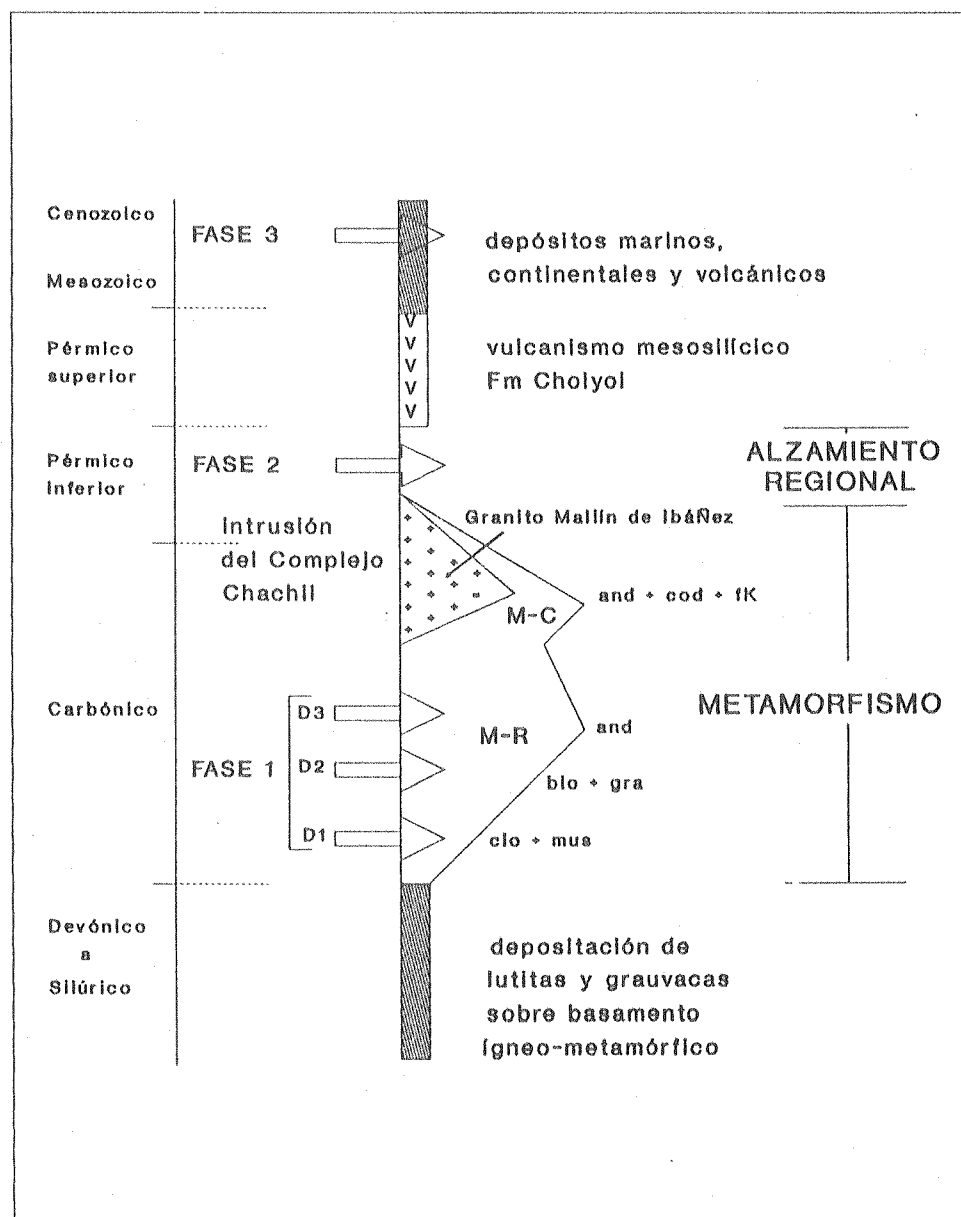 Cenozoico
FASE 3
depósitos marinos,
continentales y volcánicos
Mesozoico
V
V
V
V
V
Pérmico
superior
vulcanismo mesosilícico
Fm Choiyoi
Pérmico
Inferior
FASE 2
ALZAMIENTO
REGIONAL
Intrusión
del Complejo
Chachil
Granito Mallín de IbáÑez
M-C
and + cod + fK
METAMORFISMO
Carbónico
FASE 1
D3
D2
D1
M-R
and
bio + gra
clo + mus
Devónico
a
Silúrico
depositación de
lutitas y grauvacas
sobre basamento
ígneo-metamórfico